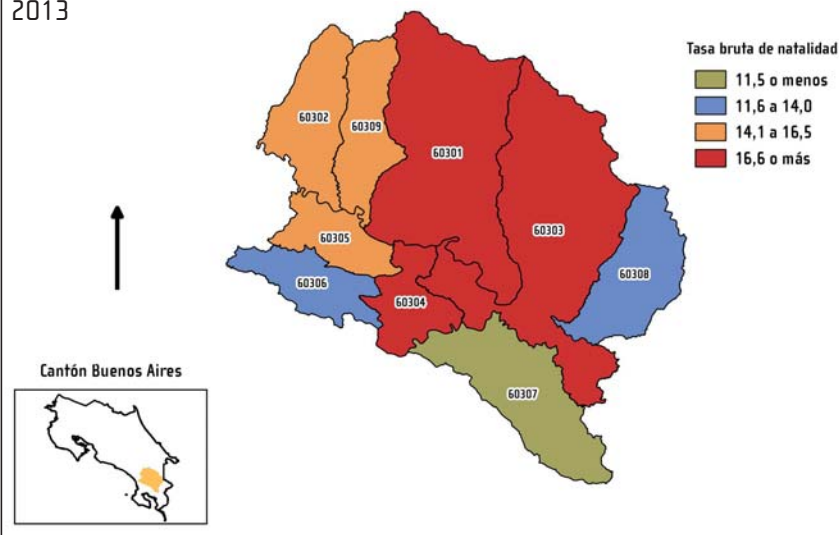 2013
Tasa bruta de natalidad
11,5 o menos
11,6 a 14,0
14,1 a 16,5
16,6 o más
60302
60309
60301
60303
60305
60308
60306
60304
60307
Cantón Buenos Aires